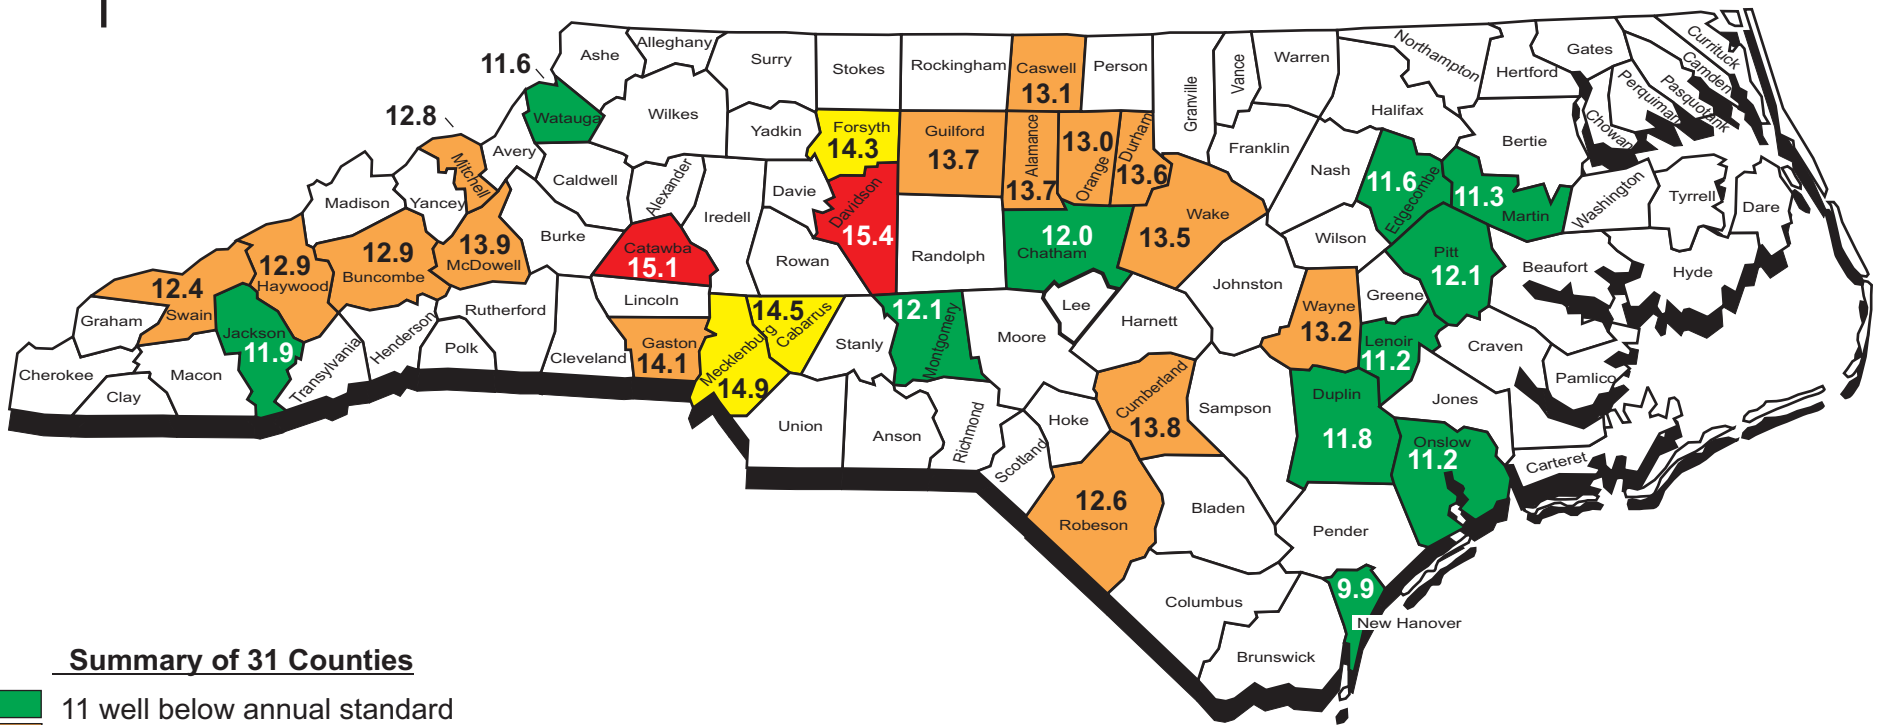 Ashe
Alleghany
Surry
Stokes
Rockingham
Caswell
13.1
Person
Granville
Vance
Warren
Northampton
Hertford
Gates
Currituck
Camden
Pasquotank
Perquimans
Chowan
11.6
Watauga
Wilkes
Yadkin
Forsyth
14.3
Guilford
13.7
Alamance
13.7
13.0
Orange
Durham
13.6
Franklin
Halifax
Bertie
12.8
Mitchell
Avery
Caldwell
Alexander
Iredell
Davie
Davidson
15.4
Randolph
12.0
Chatham
Wake
13.5
Nash
11.6
Edgecombe
11.3
Martin
Washington
Tyrrell
Dare
Madison
Yancey
Burke
Catawba
15.1
Rowan
Wilson
Johnston
Pitt
12.1
Beaufort
Hyde
12.4
Swain
12.9
Haywood
12.9
Buncombe
13.9
McDowell
Graham
Jackson
11.9
Rutherford
Lincoln
Mecklenburg
14.9
14.5
Cabarrus
Stanly
12.1
Montgomery
Moore
Lee
Harnett
Wayne
13.2
Greene
Lenoir
11.2
Craven
Pamlico
Cherokee
Clay
Macon
Transylvania
Henderson
Polk
Cleveland
Gaston
14.1
Union
Anson
Richmond
Scotland
Hoke
Cumberland
13.8
Sampson
Duplin
11.8
Jones
Onslow
11.2
Carteret
12.6
Robeson
Bladen
Pender
Columbus
Brunswick
9.9
New Hanover
Summary of 31 Counties
11 well below annual standard